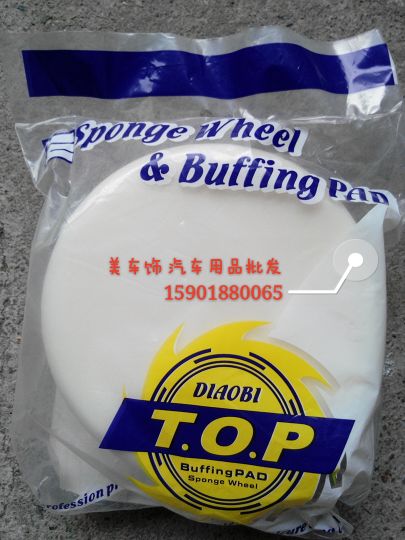 Sponge Wheel
& Buffing PAD
美车饰 汽车用品批发
15901880065
DIAOBI
T.O.P
BuffingPAD
Sponge Wheel